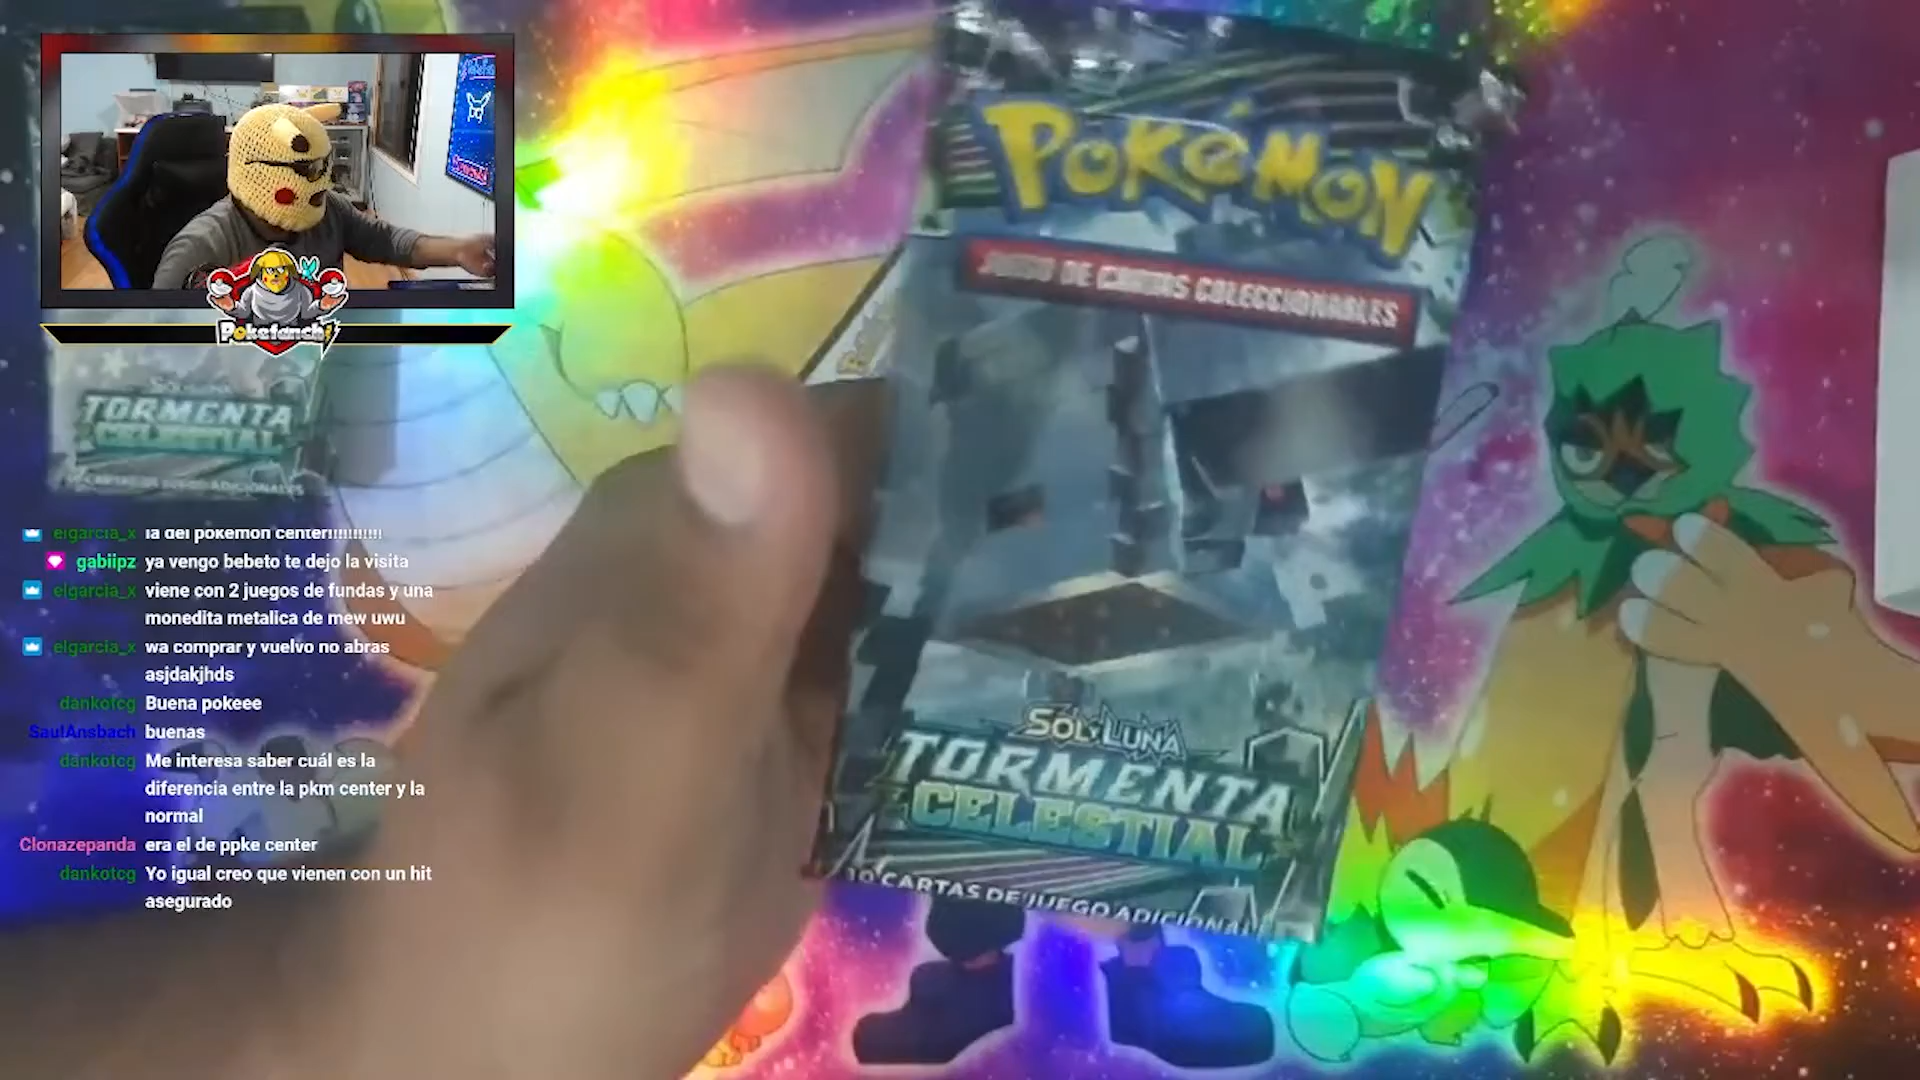 Pokefanchi
SOL Y LUNA
TORMENTA
CELESTIAL
elgarcia_x la del pokemon center!!!!!!!!!!!
gabiipz ya vengo bebeto te dejo la visita
elgarcia_x viene con 2 juegos de fundas y una
monedita metalica de mew uwu
elgarcia_x wa comprar y vuelvo no abras
asjdakjhds
dankotcg Buena pokeee
SaulAnsbach buenas
dankotcg Me interesa saber cuál es la
diferencia entre la pkm center y la
normal
Clonazepanda era el de ppke center
dankotcg Yo igual creo que vienen con un hit
asegurado
POKéMON
JUEGO DE CARTAS COLECCIONABLES
SOL Y LUNA
TORMENTA
CELESTIAL
10 CARTAS DE JUEGO ADICIONAL